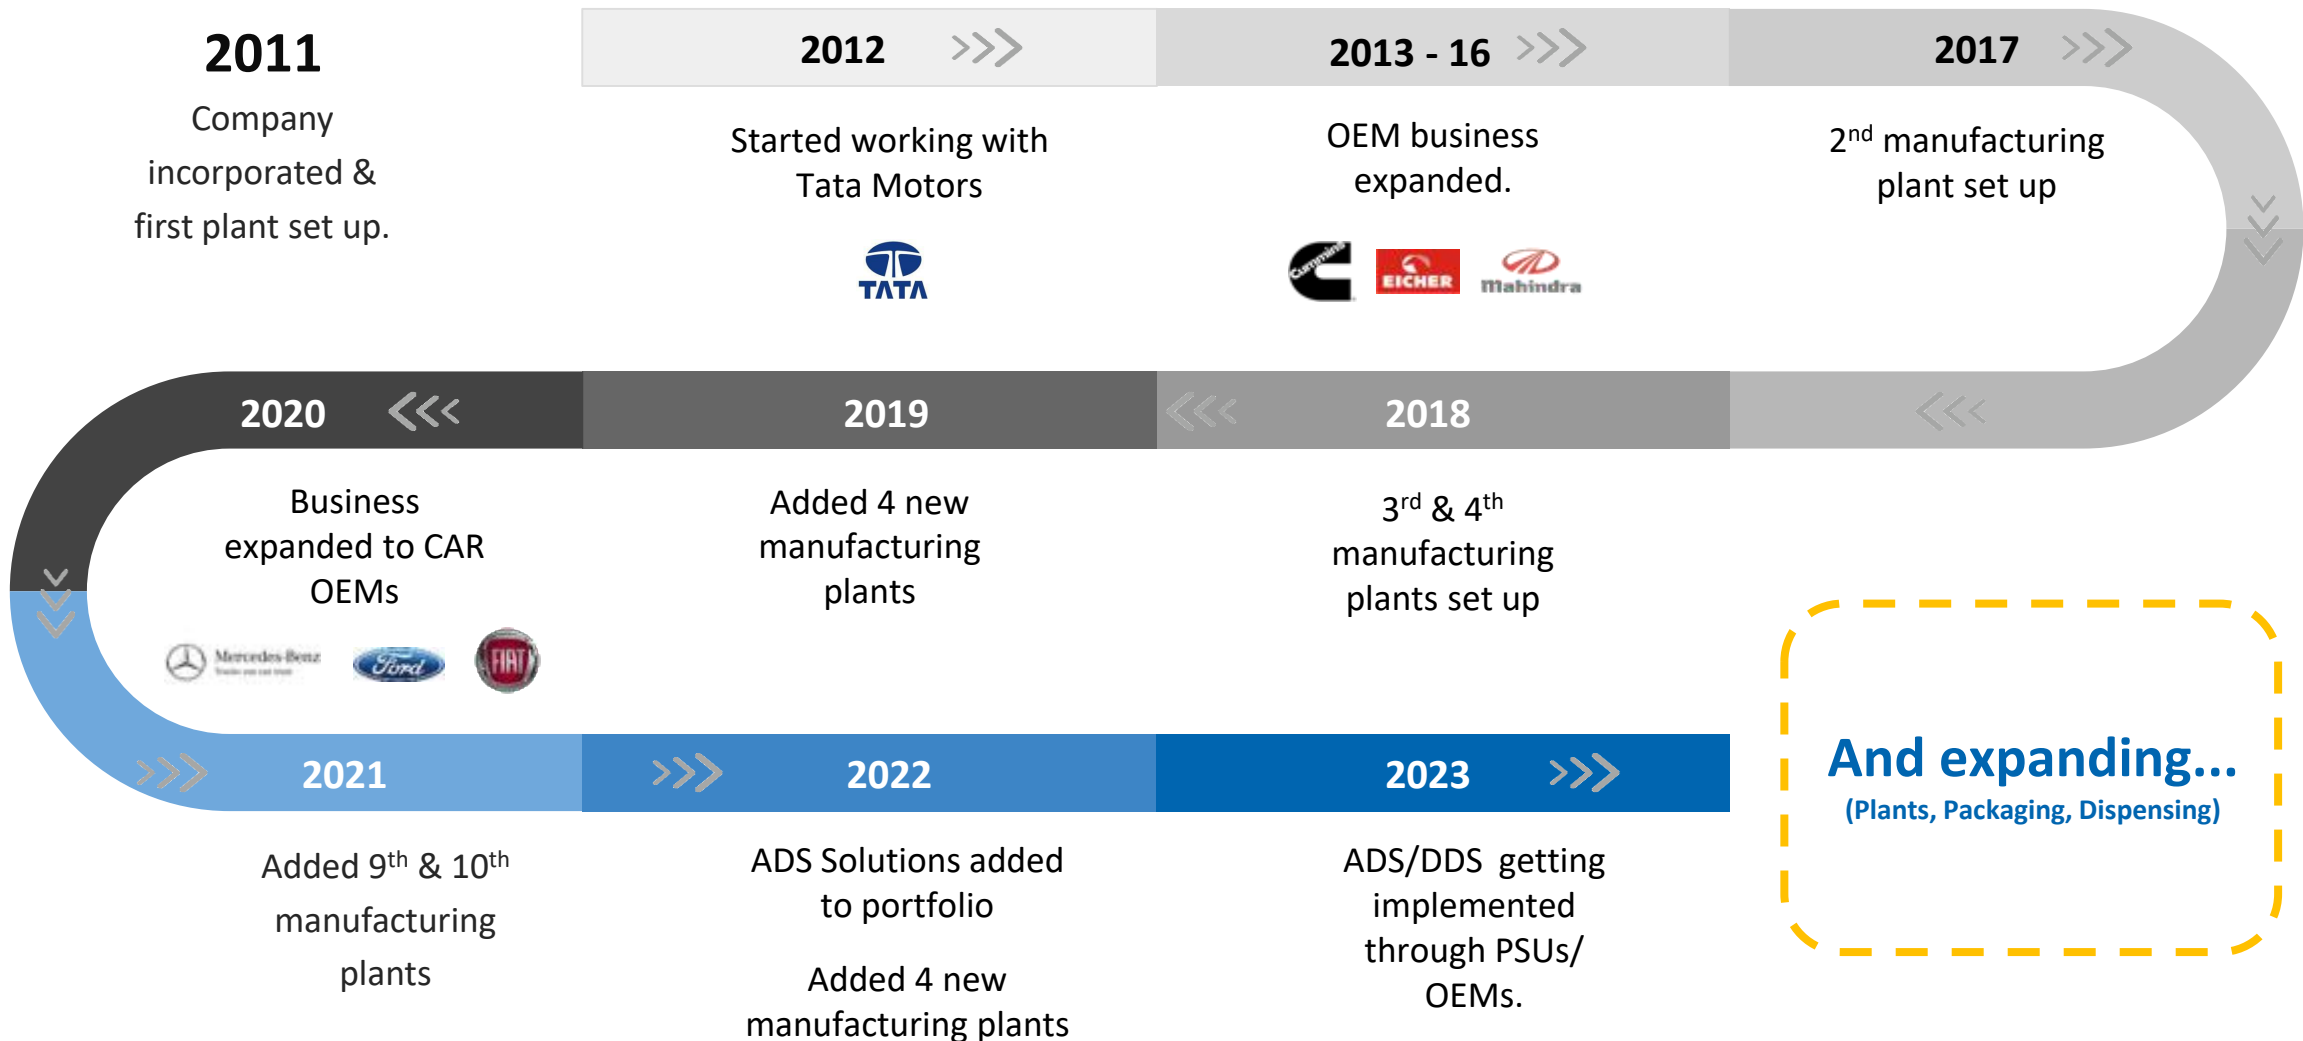 2011
Company
incorporated &
first plant set up.
2012
Started working with
Tata Motors
TATA
2013 - 16
OEM business
expanded.
Cummins
EICHER
Mahindra
2017
2nd manufacturing
plant set up
2018
3rd & 4th
manufacturing
plants set up
2019
Added 4 new
manufacturing
plants
2020
Business
expanded to CAR
OEMs
Mercedes-Benz
Ford
FIAT
2021
Added 9th & 10th
manufacturing
plants
2022
ADS Solutions added
to portfolio
Added 4 new
manufacturing plants
2023
ADS/DDS getting
implemented
through PSUs/
OEMs.
And expanding...
(Plants, Packaging, Dispensing)